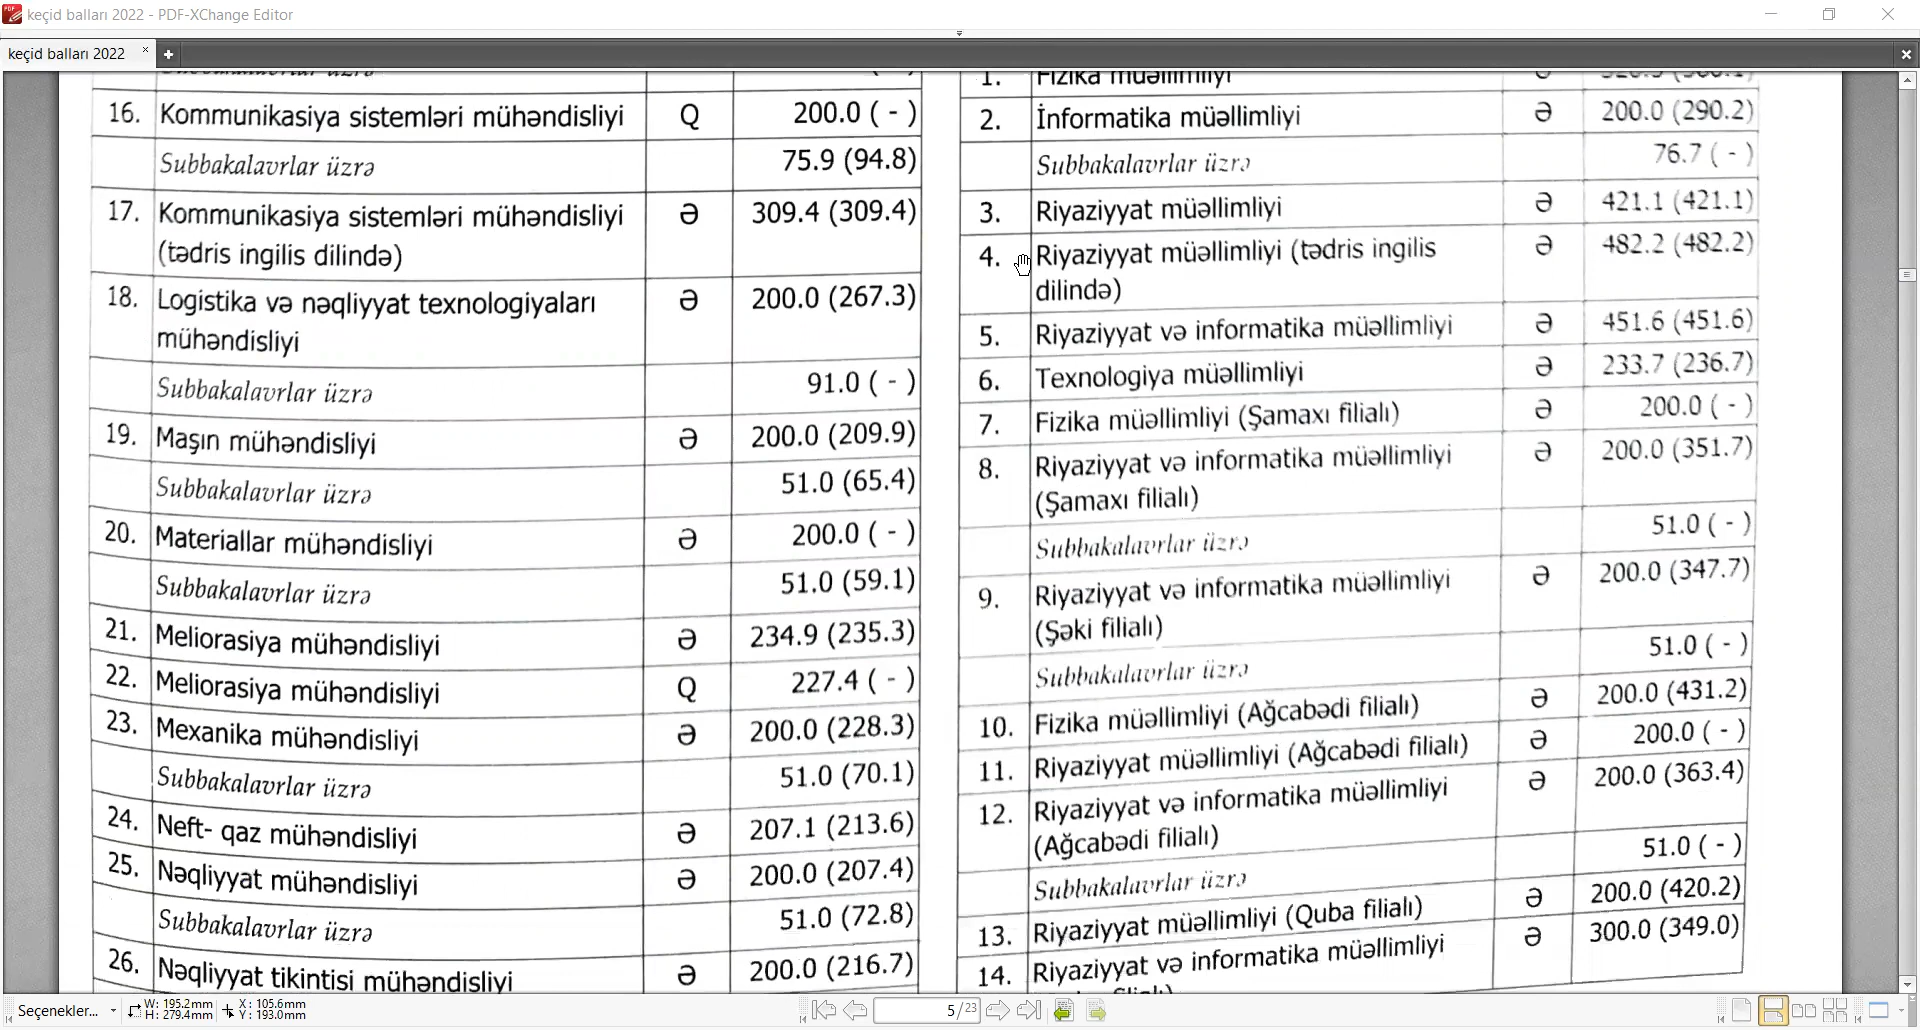 keçid balları 2022 - PDF-XChange Editor
keçid balları 2022
16. Kommunikasiya sistemləri mühəndisliyi Q 200.0 ( - )
Subbakalavrlar üzrə 75.9 (94.8)
17. Kommunikasiya sistemləri mühəndisliyi Ə 309.4 (309.4)
(tədris ingilis dilində)
18. Logistika və nəqliyyat texnologiyaları Ə 200.0 (267.3)
mühəndisliyi
Subbakalavrlar üzrə 91.0 ( - )
19. Maşın mühəndisliyi Ə 200.0 (209.9)
Subbakalavrlar üzrə 51.0 (65.4)
20. Materiallar mühəndisliyi Ə 200.0 ( - )
Subbakalavrlar üzrə 51.0 (59.1)
21. Meliorasiya mühəndisliyi Ə 234.9 (235.3)
22. Meliorasiya mühəndisliyi Q 227.4 ( - )
23. Mexanika mühəndisliyi Ə 200.0 (228.3)
Subbakalavrlar üzrə 51.0 (70.1)
24. Neft- qaz mühəndisliyi Ə 207.1 (213.6)
25. Nəqliyyat mühəndisliyi Ə 200.0 (207.4)
Subbakalavrlar üzrə 51.0 (72.8)
26. Nəqliyyat tikintisi mühəndisliyi Ə 200.0 (216.7)
1. Fizika müəllimliyi
2. İnformatika müəllimliyi Ə 200.0 (290.2)
Subbakalavrlar üzrə 76.7 ( - )
3. Riyaziyyat müəllimliyi Ə 421.1 (421.1)
4. Riyaziyyat müəllimliyi (tədris ingilis Ə 482.2 (482.2)
dilində)
5. Riyaziyyat və informatika müəllimliyi Ə 451.6 (451.6)
6. Texnologiya müəllimliyi Ə 233.7 (236.7)
7. Fizika müəllimliyi (Şamaxı filialı) Ə 200.0 ( - )
8. Riyaziyyat və informatika müəllimliyi Ə 200.0 (351.7)
(Şamaxı filialı)
Subbakalavrlar üzrə 51.0 ( - )
9. Riyaziyyat və informatika müəllimliyi Ə 200.0 (347.7)
(Şəki filialı)
Subbakalavrlar üzrə 51.0 ( - )
10. Fizika müəllimliyi (Ağcabədi filialı) Ə 200.0 (431.2)
11. Riyaziyyat müəllimliyi (Ağcabədi filialı) Ə 200.0 ( - )
12. Riyaziyyat və informatika müəllimliyi Ə 200.0 (363.4)
(Ağcabədi filialı)
Subbakalavrlar üzrə 51.0 ( - )
13. Riyaziyyat müəllimliyi (Quba filialı) Ə 200.0 (420.2)
14. Riyaziyyat və informatika müəllimliyi Ə 300.0 (349.0)
Seçenekler...
W: 195.2mm X: 105.6mm
H: 279.4mm Y: 193.0mm
5 /23